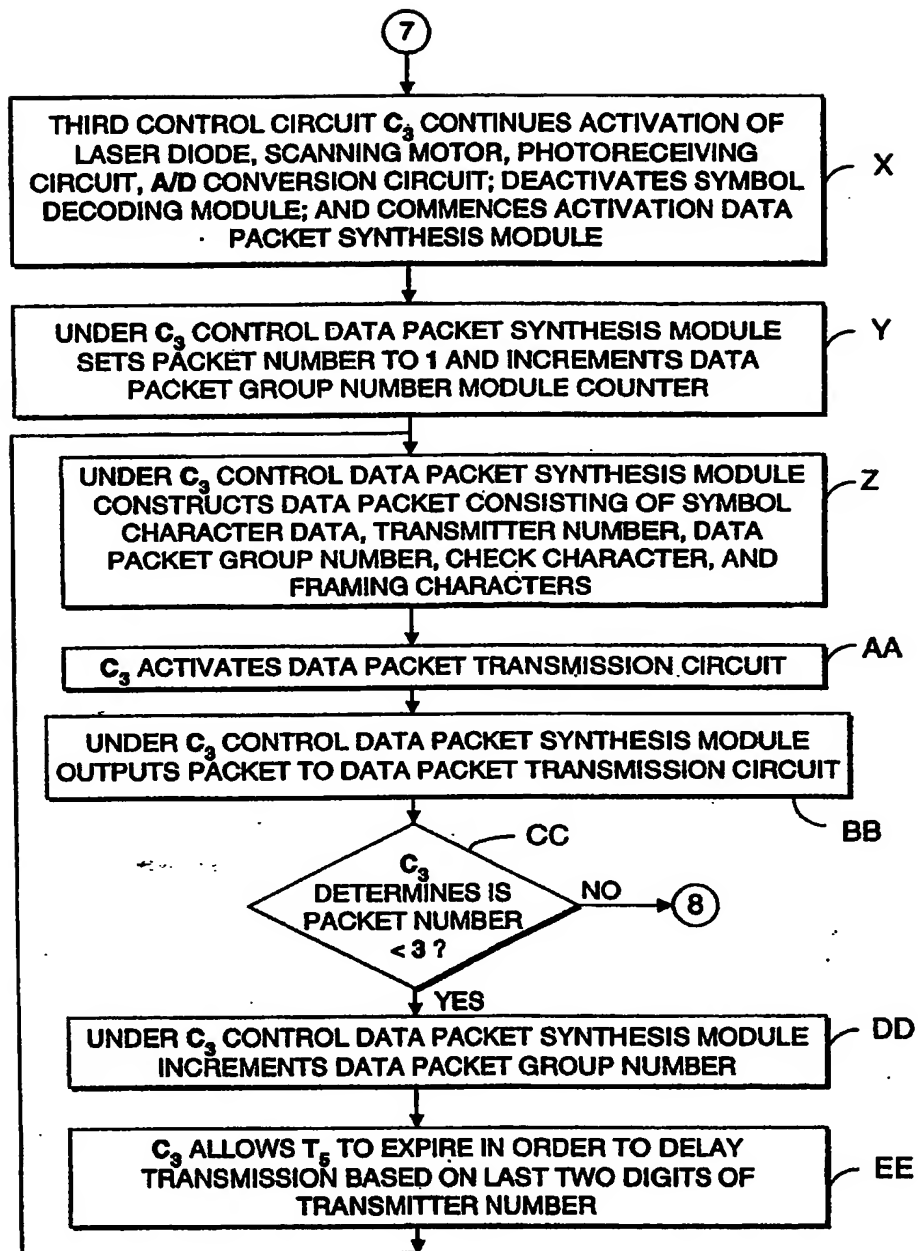 7
THIRD CONTROL CIRCUIT C3 CONTINUES ACTIVATION OF
LASER DIODE, SCANNING MOTOR, PHOTORECEIVING
CIRCUIT, A/D CONVERSION CIRCUIT; DEACTIVATES SYMBOL
DECODING MODULE; AND COMMENCES ACTIVATION DATA
PACKET SYNTHESIS MODULE
X
UNDER C3 CONTROL DATA PACKET SYNTHESIS MODULE
SETS PACKET NUMBER TO 1 AND INCREMENTS DATA
PACKET GROUP NUMBER MODULE COUNTER
Y
UNDER C3 CONTROL DATA PACKET SYNTHESIS MODULE
CONSTRUCTS DATA PACKET CONSISTING OF SYMBOL
CHARACTER DATA, TRANSMITTER NUMBER, DATA
PACKET GROUP NUMBER, CHECK CHARACTER, AND
FRAMING CHARACTERS
Z
C3 ACTIVATES DATA PACKET TRANSMISSION CIRCUIT
AA
UNDER C3 CONTROL DATA PACKET SYNTHESIS MODULE
OUTPUTS PACKET TO DATA PACKET TRANSMISSION CIRCUIT
BB
CC
C3
DETERMINES IS
PACKET NUMBER
< 3 ?
NO
8
YES
UNDER C3 CONTROL DATA PACKET SYNTHESIS MODULE
INCREMENTS DATA PACKET GROUP NUMBER
DD
C3 ALLOWS T5 TO EXPIRE IN ORDER TO DELAY
TRANSMISSION BASED ON LAST TWO DIGITS OF
TRANSMITTER NUMBER
EE